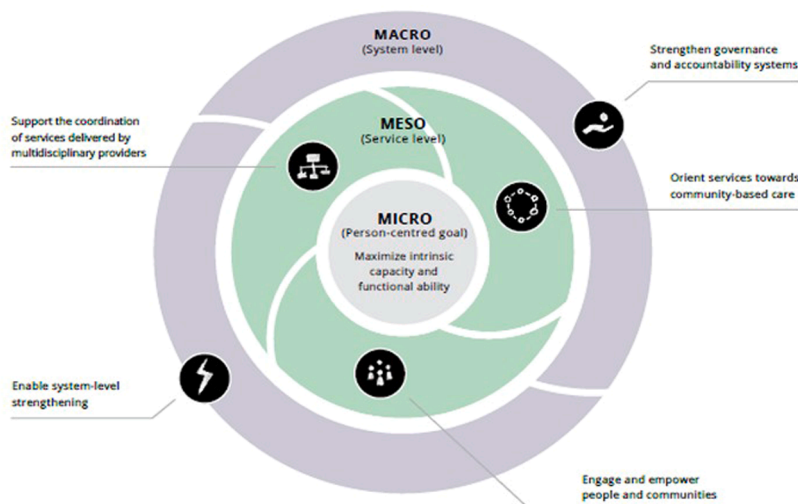 MACRO
(System level)
Strengthen governance
and accountability systems
MESO
(Service level)
Support the coordination
of services delivered by
multidisciplinary providers
Orient services towards
community-based care
MICRO
(Person-centred goal)
Maximize intrinsic
capacity and
functional ability
Enable system-level
strengthening
Engage and empower
people and communities